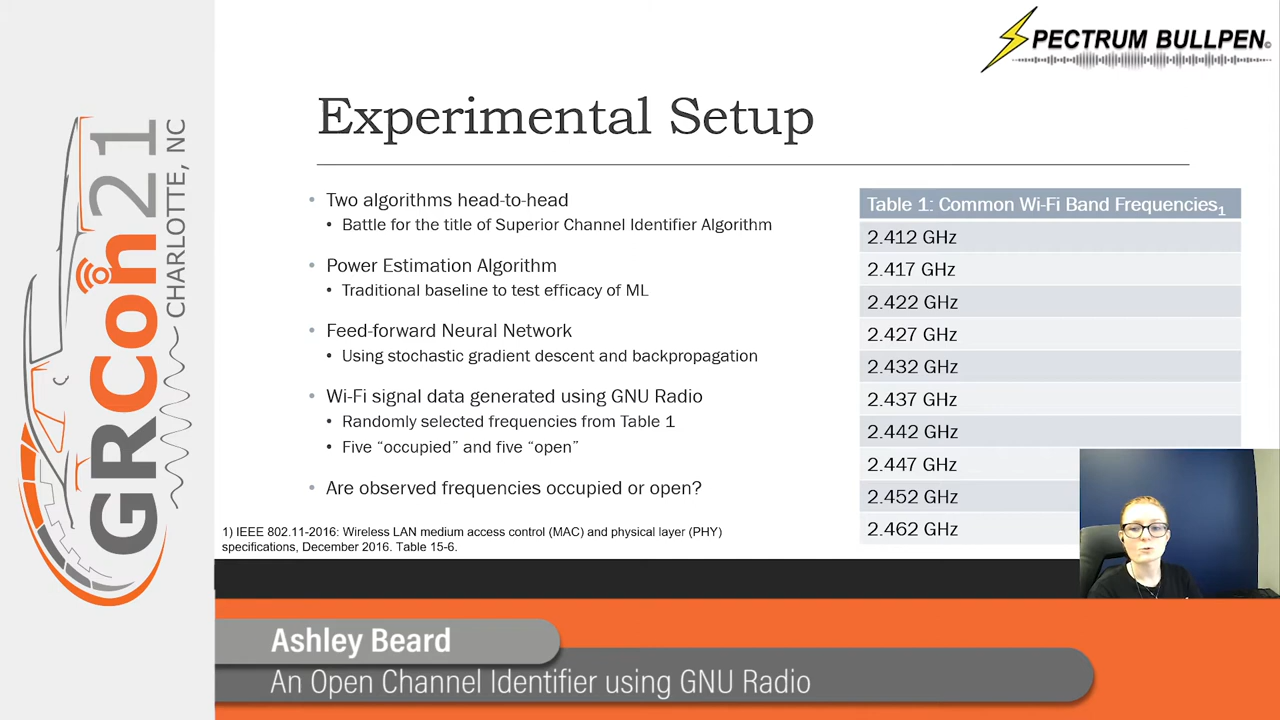 SPECTRUM BULLPEN©
GRCon21
CHARLOTTE, NC
Experimental Setup
• Two algorithms head-to-head
• Battle for the title of Superior Channel Identifier Algorithm
• Power Estimation Algorithm
• Traditional baseline to test efficacy of ML
• Feed-forward Neural Network
• Using stochastic gradient descent and backpropagation
• Wi-Fi signal data generated using GNU Radio
• Randomly selected frequencies from Table 1
• Five “occupied” and five “open”
• Are observed frequencies occupied or open?
Table 1: Common Wi-Fi Band Frequencies1
2.412 GHz
2.417 GHz
2.422 GHz
2.427 GHz
2.432 GHz
2.437 GHz
2.442 GHz
2.447 GHz
2.452 GHz
2.462 GHz
1) IEEE 802.11-2016: Wireless LAN medium access control (MAC) and physical layer (PHY)
specifications, December 2016. Table 15-6.
Ashley Beard
An Open Channel Identifier using GNU Radio